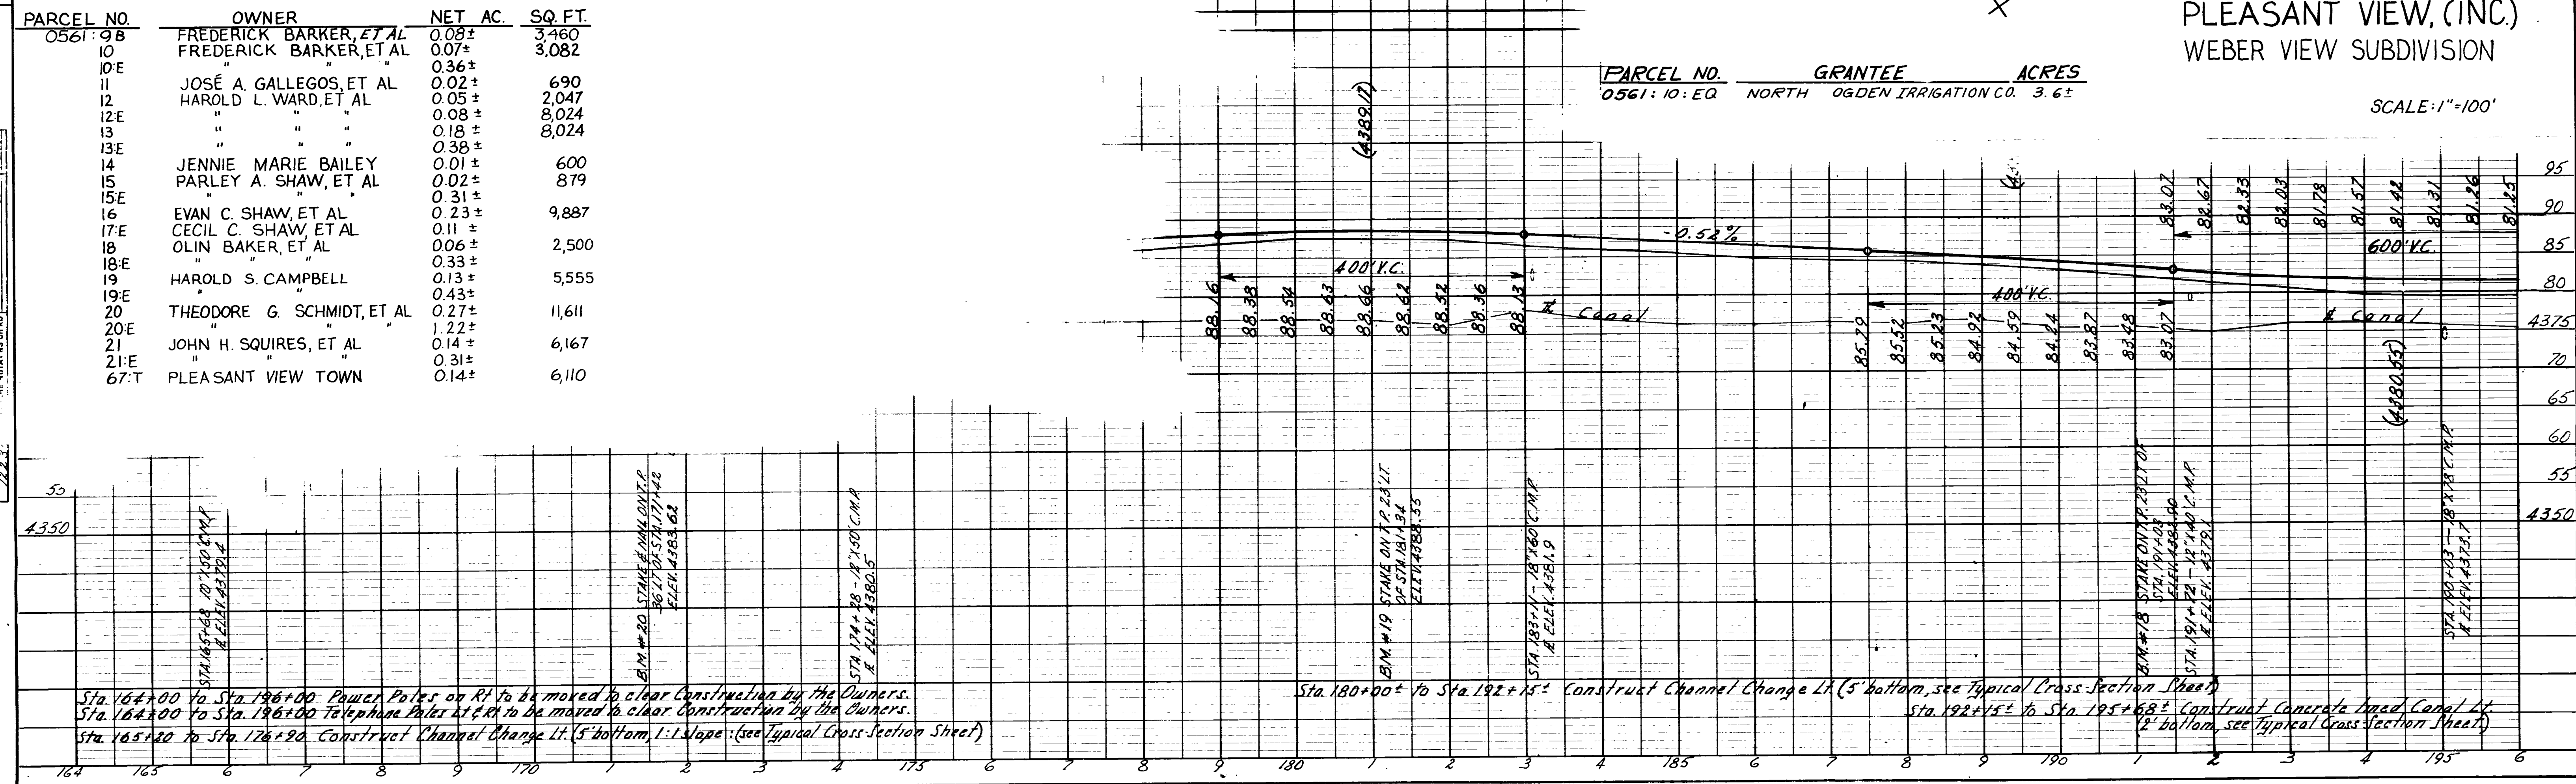 PARCEL NO. OWNER NET AC. SQ. FT.
0561:9B FREDERICK BARKER, ET AL 0.08± 3,460
10 FREDERICK BARKER, ET AL 0.07± 3,082
10:E " " " 0.36±
11 JOSÉ A. GALLEGOS, ET AL 0.02± 690
12 HAROLD L. WARD, ET AL 0.05± 2,047
12:E " " " 0.08± 8,024
13 " " " 0.18± 8,024
13:E " " " 0.38±
14 JENNIE MARIE BAILEY 0.01± 600
15 PARLEY A. SHAW, ET AL 0.02± 879
15:E " " " 0.31±
16 EVAN C. SHAW, ET AL 0.23± 9,887
17:E CECIL C. SHAW, ET AL 0.11±
18 OLIN BAKER, ET AL 0.06± 2,500
18:E " " " 0.33±
19 HAROLD S. CAMPBELL 0.13± 5,555
19:E " " 0.43±
20 THEODORE G. SCHMIDT, ET AL 0.27± 11,611
20:E " " " 1.22±
21 JOHN H. SQUIRES, ET AL 0.14± 6,167
21:E " " " 0.31±
67:T PLEASANT VIEW TOWN 0.14± 6,110
PLEASANT VIEW, (INC.)
WEBER VIEW SUBDIVISION
SCALE: 1"=100'
PARCEL NO. GRANTEE ACRES
0561:10:EQ NORTH OGDEN IRRIGATION CO. 3.6±
(4389.17)
-0.52%
400' V.C.
88.16 88.38 88.54 88.63 88.66 88.62 88.52 88.36 88.13
℄ Canal
400' V.C.
85.79 85.52 85.23 84.92 84.59 84.24 83.87 83.48 83.07
83.07 82.67 82.33 82.03 81.78 81.57 81.42 81.31 81.26 81.25
600' V.C.
℄ Canal
(4380.55)
95
90
85
80
4375
70
65
60
55
4350
55
4350
STA. 165+68 10"X50' C.M.P.
℄ ELEV. 4379.4
B.M. #20 STAKE & NAIL ON T.P.
36' LT OF STA. 171+42
ELEV. 4383.62
STA. 174+28 - 12"X50' C.M.P.
℄ ELEV. 4380.5
B.M. #19 STAKE ON T.P. 23' LT.
OF STA. 181+34
ELEV. 4388.55
STA. 183+11 - 18"X60' C.M.P.
℄ ELEV. 4381.9
B.M. #18 STAKE ON T.P. 23' LT OF
STA. 191+03
STA. 191+72 - 12"X40' C.M.P.
℄ ELEV. 4379.1
℄ ELEV. 4373.7
Sta. 164+00 to Sta. 196+00 Power Poles on Rt to be moved to clear Construction by the Owners.
Sta. 164+00 to Sta. 196+00 Telephone Poles Lt & Rt to be moved to clear Construction by the Owners.
Sta. 165+20 to Sta. 176+90 Construct Channel Change Lt. (5' bottom, 1:1 slope: (see Typical Cross-Section Sheet)
Sta. 180+00± to Sta. 192+15± Construct Channel Change Lt. (5' bottom, see Typical Cross-Section Sheet)
Sta. 192+15± to Sta. 195+68± Construct Concrete lined Canal Lt.
(2' bottom, see Typical Cross-Section Sheet)
164 165 6 7 8 9 170 1 2 3 4 175 6 7 8 9 180 1 2 3 4 185 6 7 8 9 190 1 2 3 4 195 6